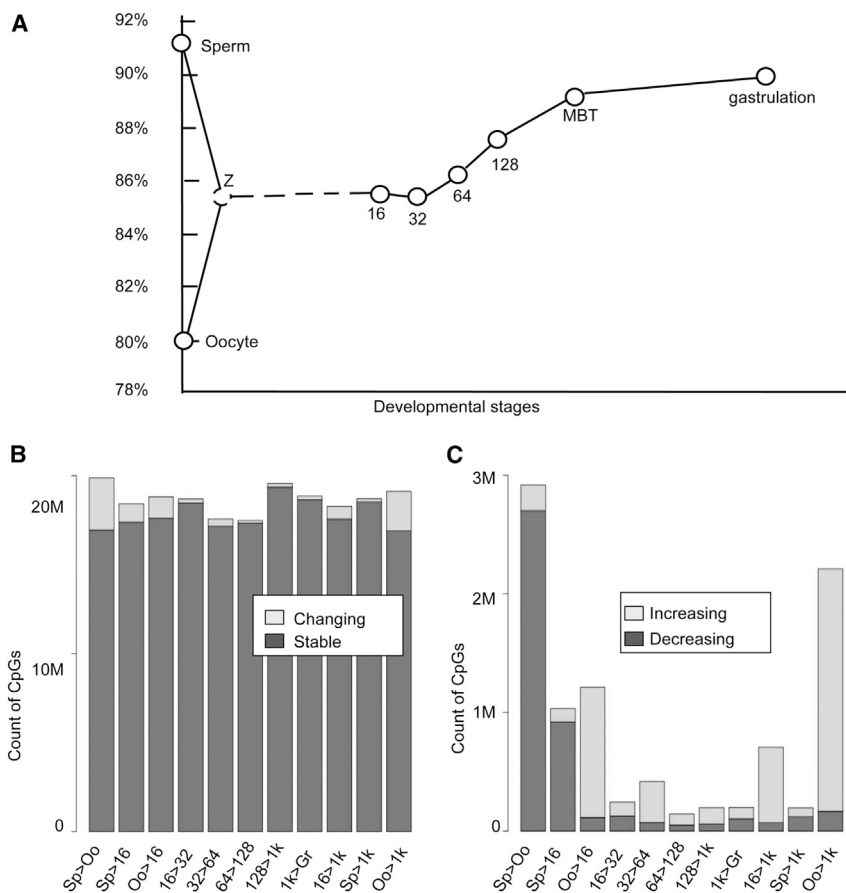 A
92%
90%
88%
86%
84%
82%
80%
78%
Sperm
Z
Oocyte
16
32
64
128
MBT
gastrulation
Developmental stages
B
20M
10M
0
Count of CpGs
Changing
Stable
Sp>Oo
Sp>16
Oo>16
16>32
32>64
64>128
128>1k
1k>Gr
16>1k
Sp>1k
Oo>1k
C
3M
2M
1M
0
Count of CpGs
Increasing
Decreasing
Sp>Oo
Sp>16
Oo>16
16>32
32>64
64>128
128>1k
1k>Gr
16>1k
Sp>1k
Oo>1k